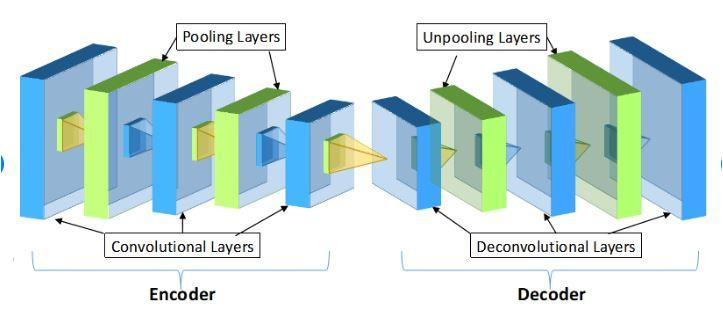 Pooling Layers
Unpooling Layers
Convolutional Layers
Deconvolutional Layers
Encoder
Decoder